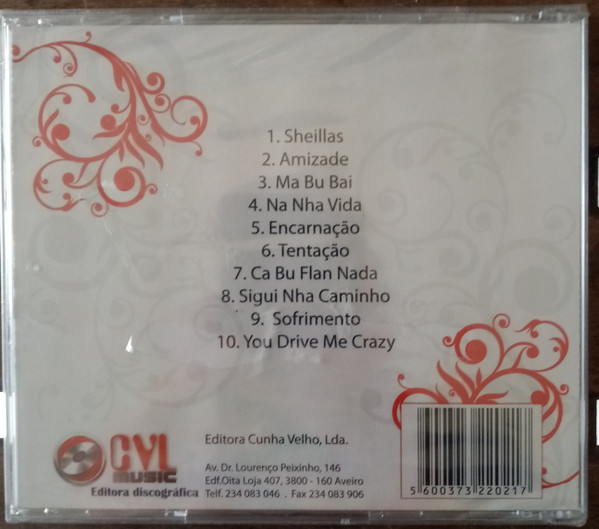 1. Sheillas
2. Amizade
3. Ma Bu Bai
4. Na Nha Vida
5. Encarnação
6. Tentação
7. Ca Bu Flan Nada
8. Sigui Nha Caminho
9. Sofrimento
10. You Drive Me Crazy
CVL
MUSIC
Editora discográfica
Editora Cunha Velho, Lda.
Av. Dr. Lourenço Peixinho, 146
Edf.Oita Loja 407, 3800 - 160 Aveiro
Telf. 234 083 046 . Fax 234 083 906
5 600373 220217